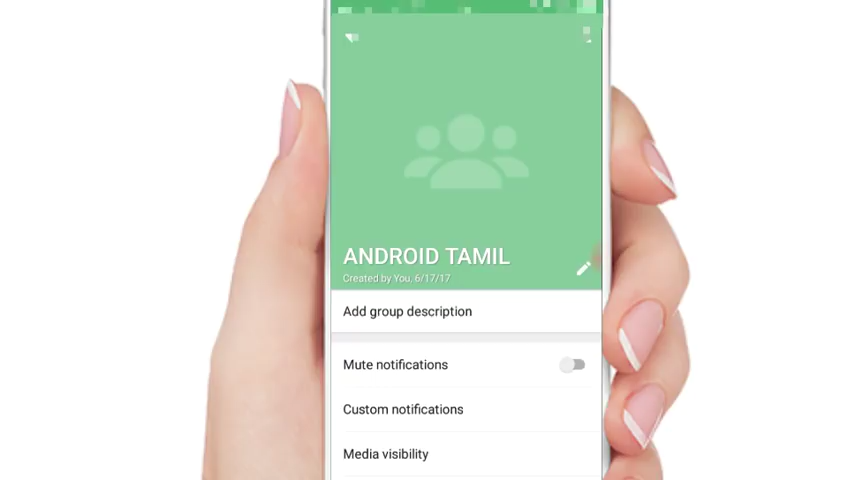 ANDROID TAMIL
Created by You, 6/17/17
Add group description
Mute notifications
Custom notifications
Media visibility